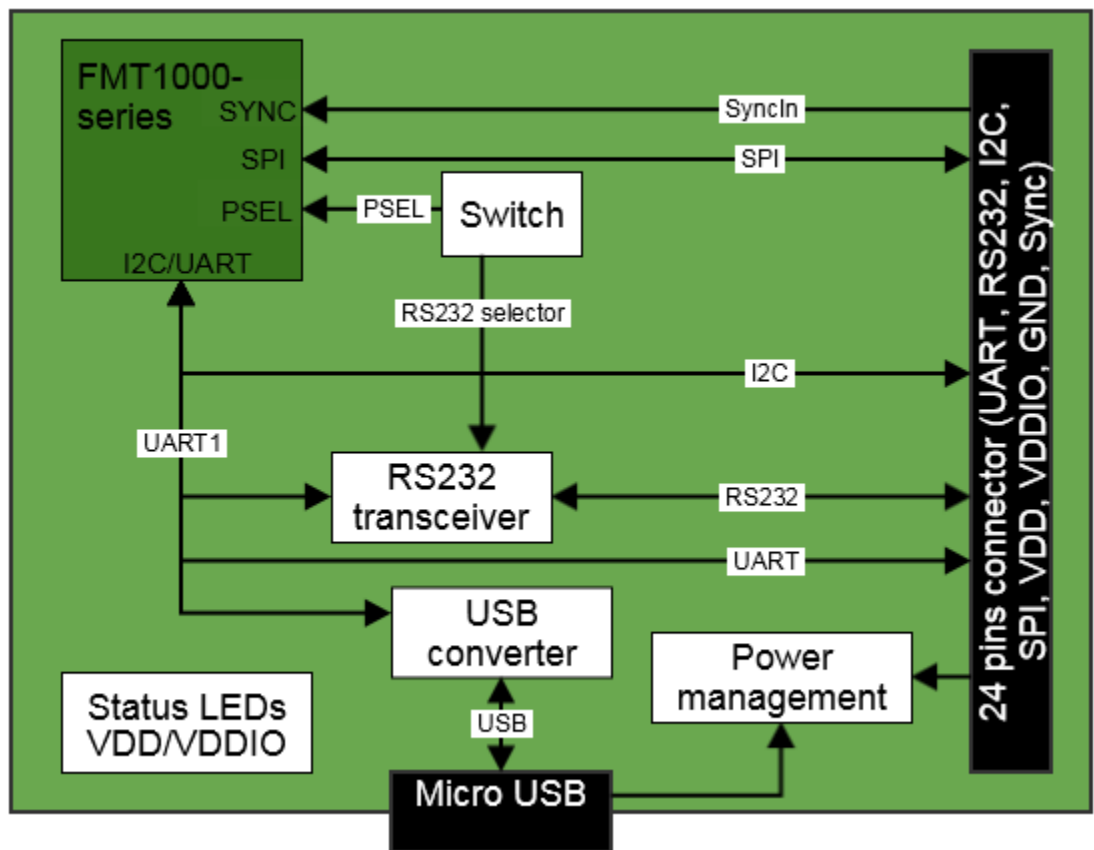 FMT1000-
series
SYNC
SyncIn
SPI
SPI
PSEL
PSEL
Switch
I2C/UART
RS232 selector
I2C
UART1
RS232
transceiver
RS232
UART
USB
converter
Power
management
Status LEDs
VDD/VDDIO
USB
Micro USB
24 pins connector (UART, RS232, I2C,
SPI, VDD, VDDIO, GND, Sync)